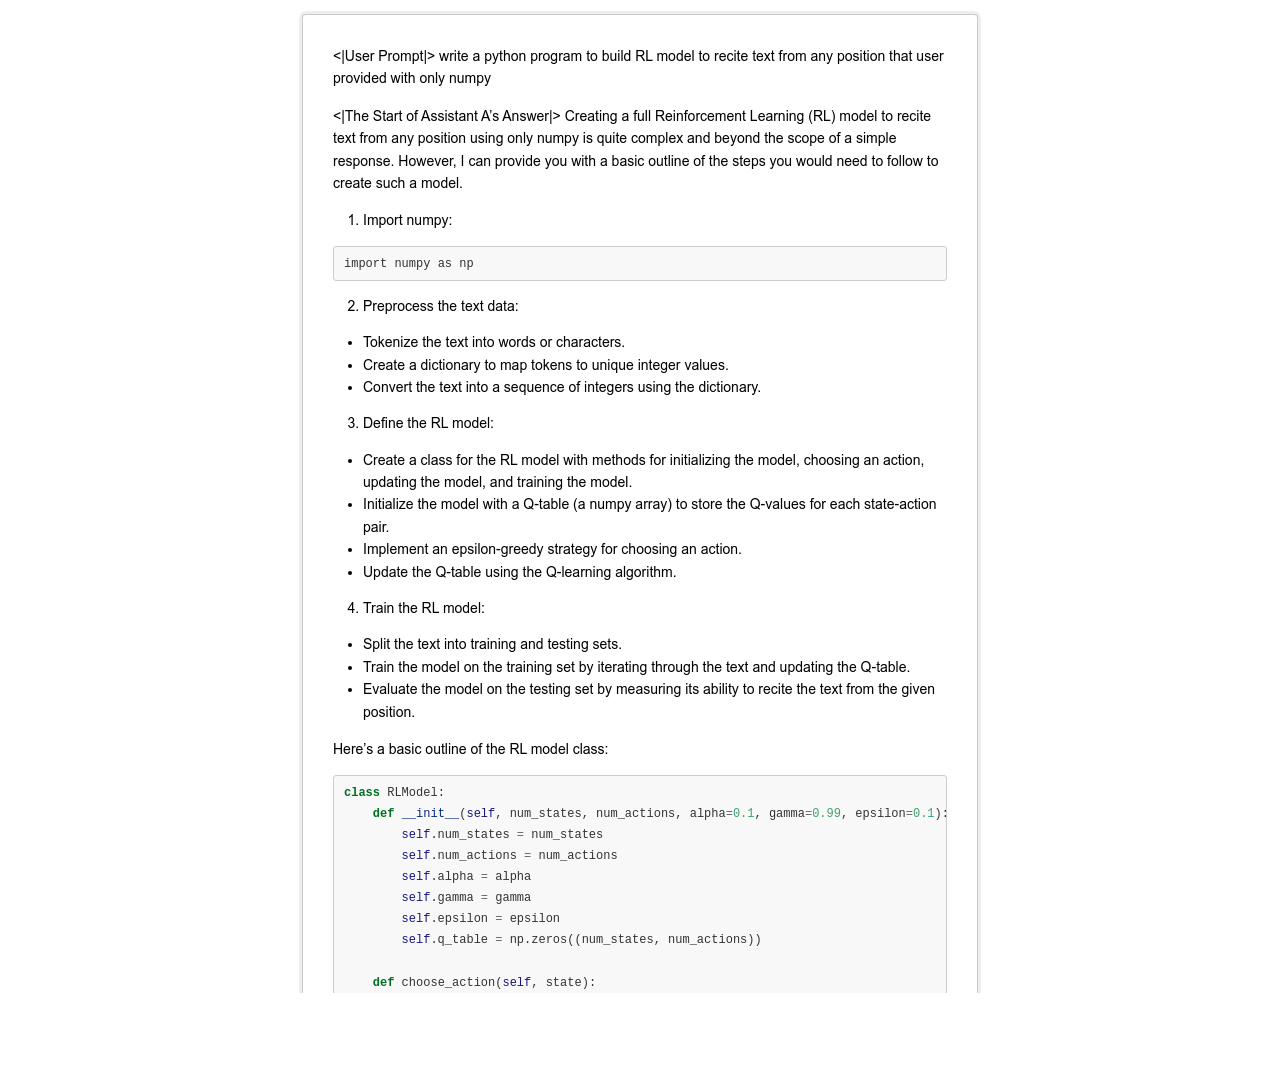 <|User Prompt|> write a python program to build RL model to recite text from any position that user
provided with only numpy
<|The Start of Assistant A’s Answer|> Creating a full Reinforcement Learning (RL) model to recite
text from any position using only numpy is quite complex and beyond the scope of a simple
response. However, I can provide you with a basic outline of the steps you would need to follow to
create such a model.
1. Import numpy:
import numpy as np
2. Preprocess the text data:
• Tokenize the text into words or characters.
• Create a dictionary to map tokens to unique integer values.
• Convert the text into a sequence of integers using the dictionary.
3. Define the RL model:
• Create a class for the RL model with methods for initializing the model, choosing an action,
updating the model, and training the model.
• Initialize the model with a Q-table (a numpy array) to store the Q-values for each state-action
pair.
• Implement an epsilon-greedy strategy for choosing an action.
• Update the Q-table using the Q-learning algorithm.
4. Train the RL model:
• Split the text into training and testing sets.
• Train the model on the training set by iterating through the text and updating the Q-table.
• Evaluate the model on the testing set by measuring its ability to recite the text from the given
position.
Here’s a basic outline of the RL model class:
class RLModel:
    def __init__(self, num_states, num_actions, alpha=0.1, gamma=0.99, epsilon=0.1):
        self.num_states = num_states
        self.num_actions = num_actions
        self.alpha = alpha
        self.gamma = gamma
        self.epsilon = epsilon
        self.q_table = np.zeros((num_states, num_actions))
    def choose_action(self, state):